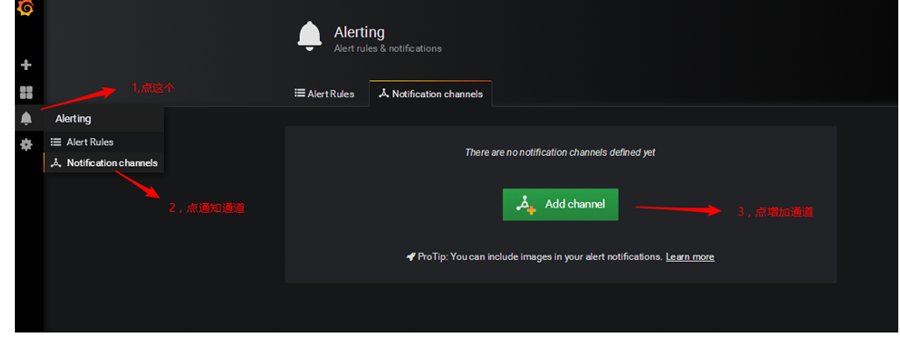 Alerting
Alert rules & notifications
1,点这个
Alert Rules
Notification channels
Alerting
Alert Rules
Notification channels
There are no notification channels defined yet
2，点通知通道
Add channel
3，点增加通道
ProTip: You can include images in your alert notifications. Learn more